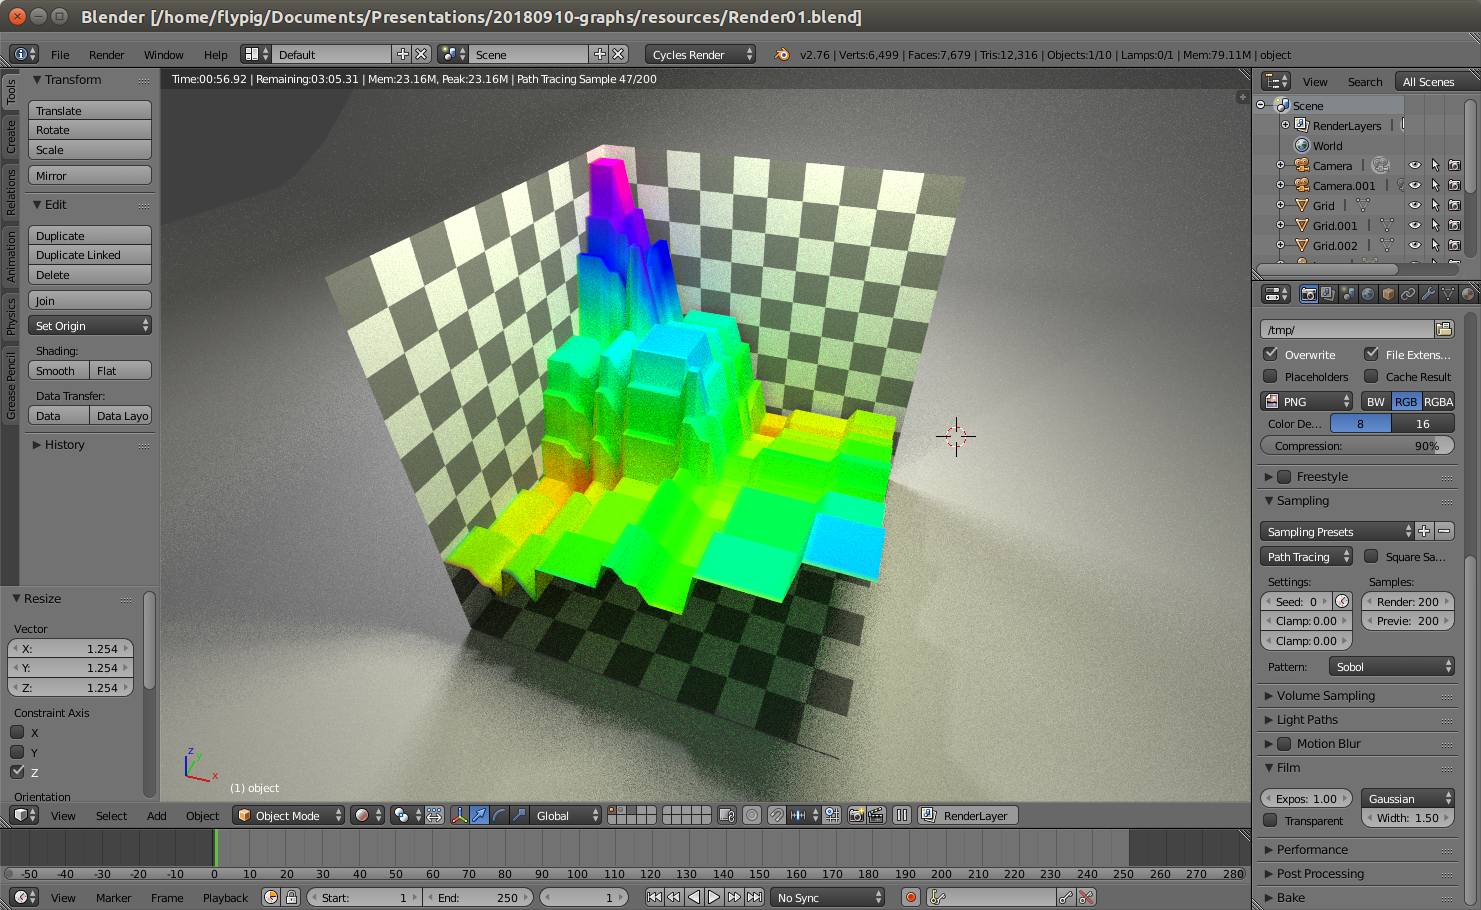 Blender [/home/flypig/Documents/Presentations/20180910-graphs/resources/Render01.blend]
File Render Window Help Default Scene Cycles Render v2.76 | Verts:6,499 | Faces:7,679 | Tris:12,316 | Objects:1/10 | Lamps:0/1 | Mem:79.11M | object
Time:00:56.92 | Remaining:03:05.31 | Mem:23.16M, Peak:23.16M | Path Tracing Sample 47/200
Tools
Create
Relations
Animation
Physics
Grease Pencil
Transform
Translate
Rotate
Scale
Mirror
Edit
Duplicate
Duplicate Linked
Delete
Join
Set Origin
Shading:
Smooth Flat
Data Transfer:
Data Data Layo
History
Resize
Vector
X: 1.254
Y: 1.254
Z: 1.254
Constraint Axis
X
Y
Z
Orientation
z
y
x
(1) object
View Select Add Object Object Mode Global RenderLayer
View Search All Scenes
Scene
RenderLayers
World
Camera
Camera.001
Grid
Grid.001
Grid.002
/tmp/
Overwrite File Extens...
Placeholders Cache Result
PNG BW RGB RGBA
Color De... 8 16
Compression: 90%
Freestyle
Sampling
Sampling Presets
Path Tracing Square Sa...
Settings: Samples:
Seed: 0 Render: 200
Clamp: 0.00 Previe: 200
Clamp: 0.00
Pattern: Sobol
Volume Sampling
Light Paths
Motion Blur
Film
Expos: 1.00 Gaussian
Transparent Width: 1.50
Performance
Post Processing
Bake
-50 -40 -30 -20 -10 0 10 20 30 40 50 60 70 80 90 100 110 120 130 140 150 160 170 180 190 200 210 220 230 240 250 260 270 280
View Marker Frame Playback Start: 1 End: 250 1 No Sync